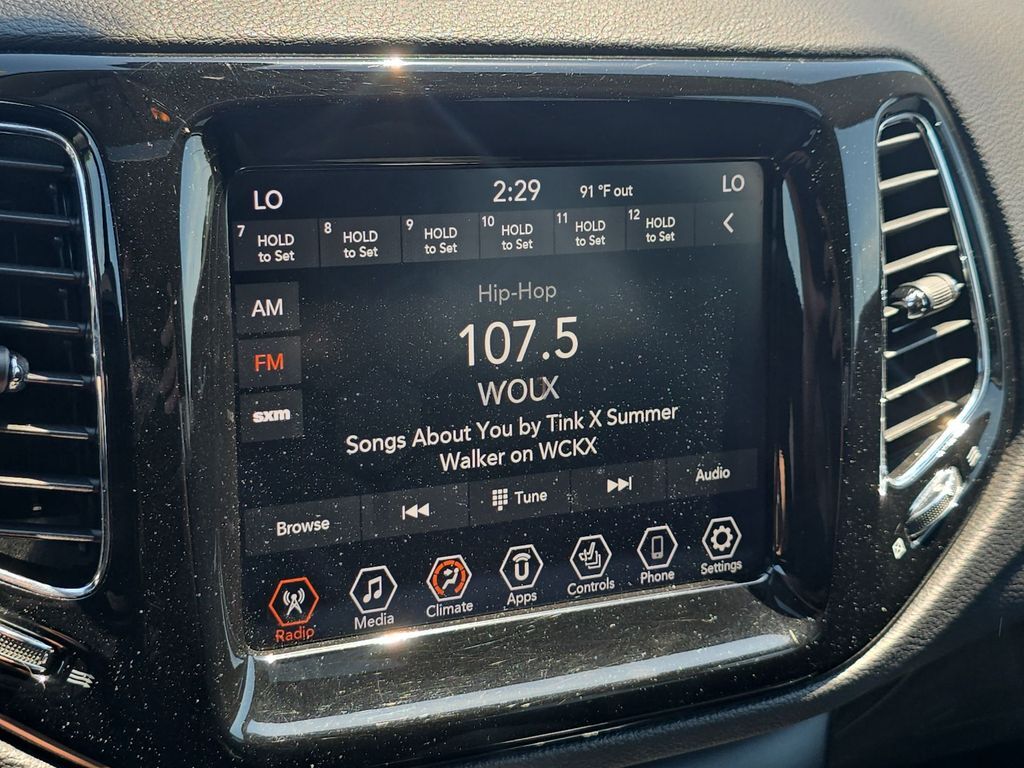 LO 2:29 91 °F out LO
7 HOLD to Set
8 HOLD to Set
9 HOLD to Set
10 HOLD to Set
11 HOLD to Set
12 HOLD to Set
AM
FM
sxm
Hip-Hop
107.5
WOUX
Songs About You by Tink X Summer
Walker on WCKX
Browse
Tune
Audio
Radio
Media
Climate
Apps
Controls
Phone
Settings